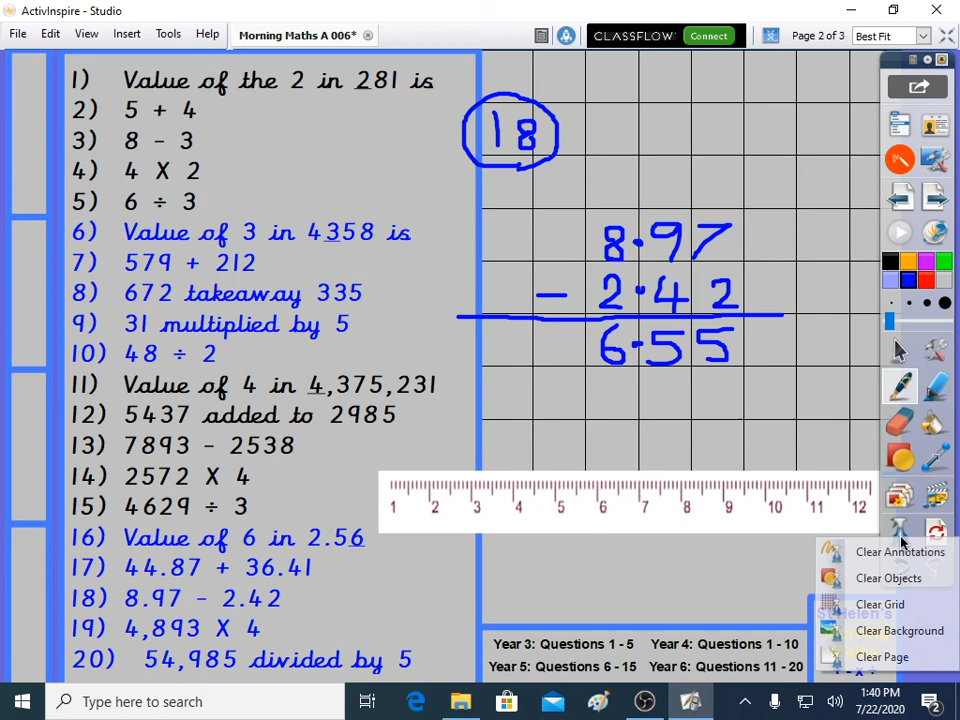 ActivInspire - Studio
File Edit View Insert Tools Help Morning Maths A 006* CLASSFLOW Connect Page 2 of 3 Best Fit
1) Value of the 2 in 281 is
2) 5 + 4
3) 8 - 3
4) 4 X 2
5) 6 ÷ 3
6) Value of 3 in 4358 is
7) 579 + 212
8) 672 takeaway 335
9) 31 multiplied by 5
10) 48 ÷ 2
11) Value of 4 in 4,375,231
12) 5437 added to 2985
13) 7893 - 2538
14) 2572 X 4
15) 4629 ÷ 3
16) Value of 6 in 2.56
17) 44.87 + 36.41
18) 8.97 - 2.42
19) 4,893 X 4
20) 54,985 divided by 5
18
8.97
- 2.42
6.55
1 2 3 4 5 6 7 8 9 10 11 12
Clear Annotations
Clear Objects
Clear Grid
St Helen's
Clear Background
Clear Page
Year 3: Questions 1 - 5 Year 4: Questions 1 - 10
Year 5: Questions 6 - 15 Year 6: Questions 11 - 20
Type here to search
1:40 PM
7/22/2020
2